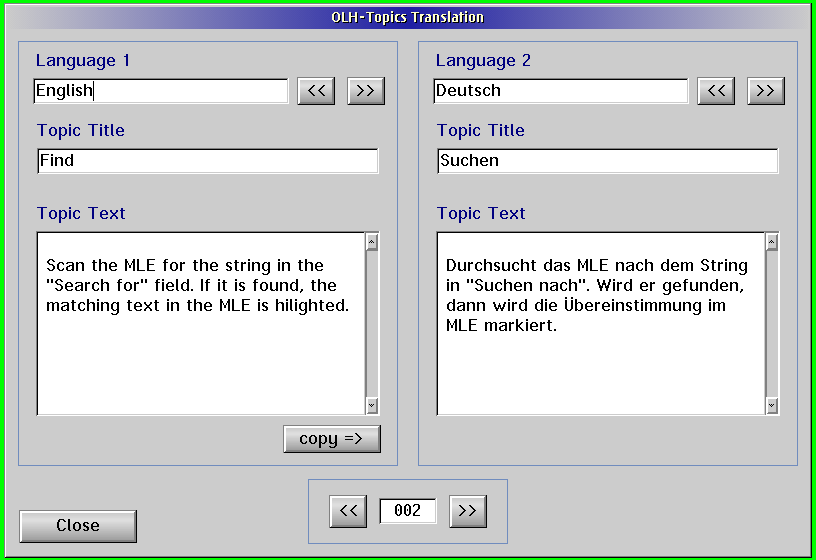 OLH-Topics Translation
Language 1
English
<<
>>
Topic Title
Find
Topic Text
Scan the MLE for the string in the
"Search for" field. If it is found, the
matching text in the MLE is hilighted.
copy =>
Language 2
Deutsch
<<
>>
Topic Title
Suchen
Topic Text
Durchsucht das MLE nach dem String
in "Suchen nach". Wird er gefunden,
dann wird die Übereinstimmung im
MLE markiert.
Close
<<
002
>>